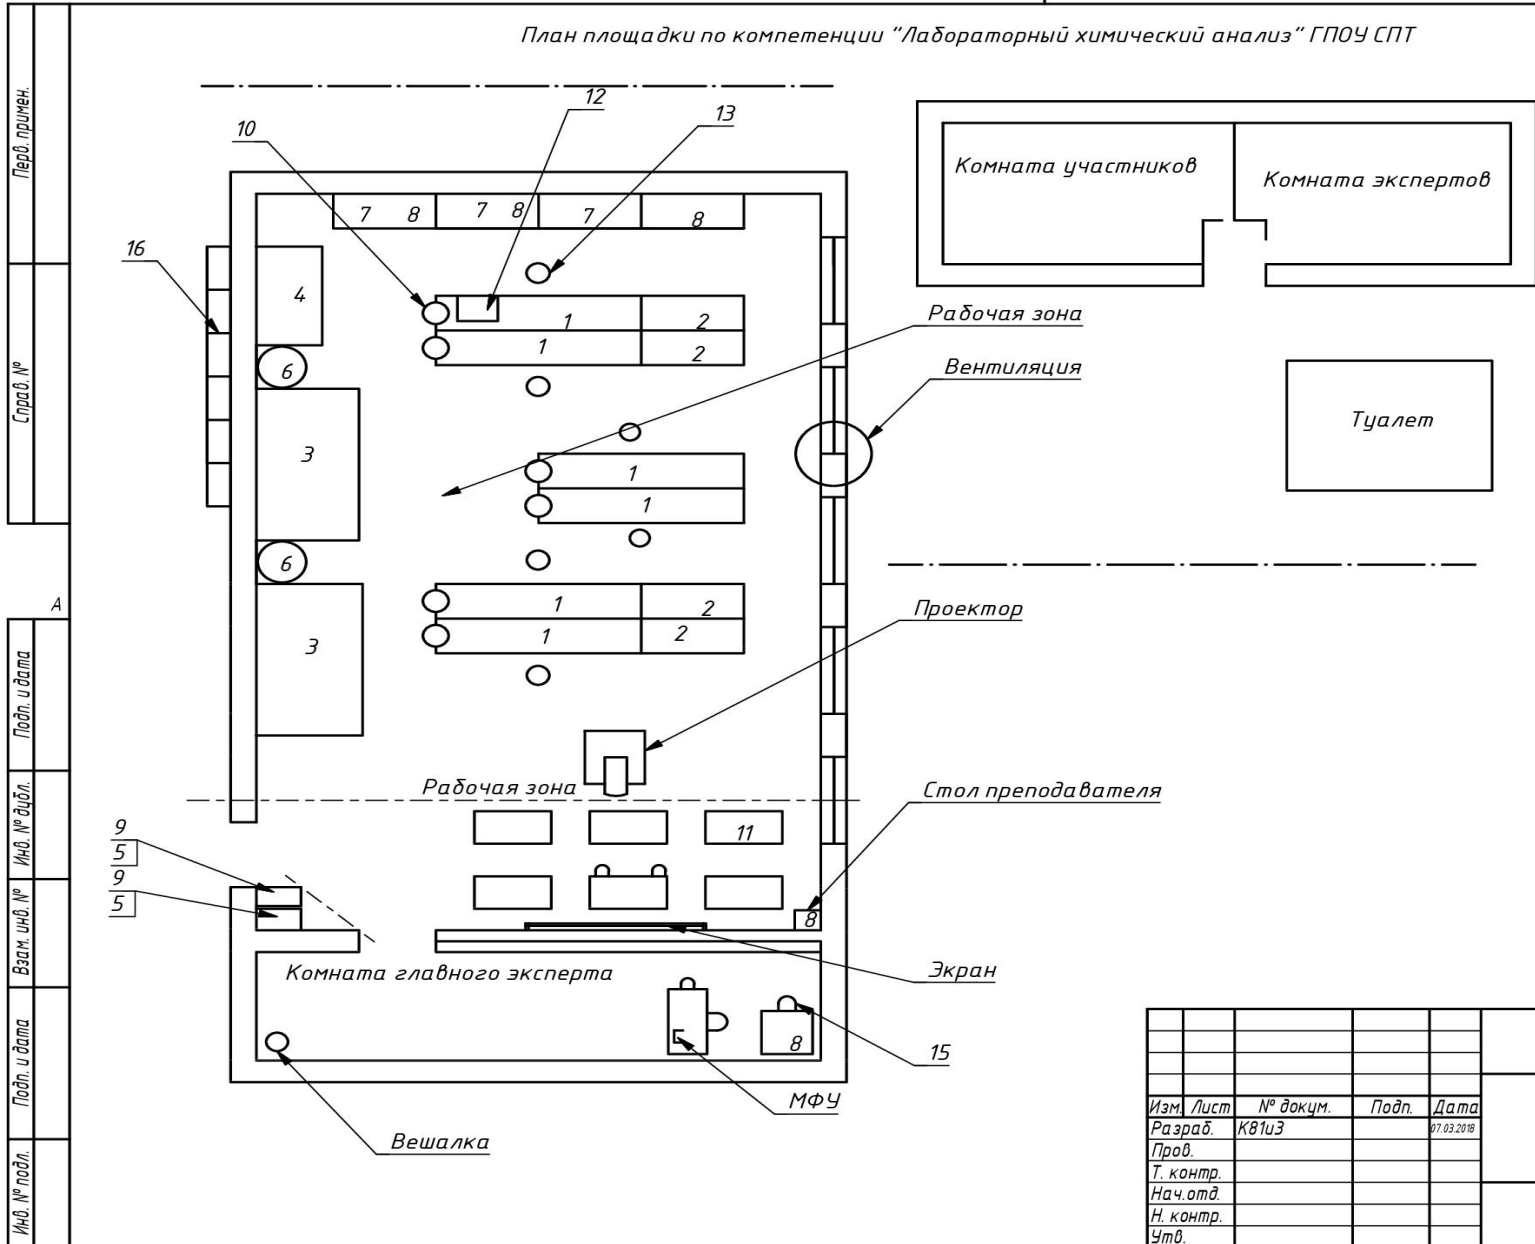 План площадки по компетенции "Лабораторный химический анализ" ГПОУ СПТ
Перв. примен.
Справ. №
А
Подп. и дата
Инв. № дубл.
Взам. инв. №
Подп. и дата
Инв. № подл.
12
13
10
Комната участников
Комната экспертов
7 8 7 8 7 8
16
4
1 2
1 2
Рабочая зона
6
Вентиляция
3
Туалет
1
1
6
Проектор
1 2
1 2
3
Рабочая зона
Стол преподавателя
9
5
11
9
5
8
Экран
Комната главного эксперта
8
15
МФУ
Вешалка
Изм. Лист № докум. Подп. Дата
Разраб. К81иЗ 07.03.2018
Пров.
Т. контр.
Нач.отд.
Н. контр.
Утв.